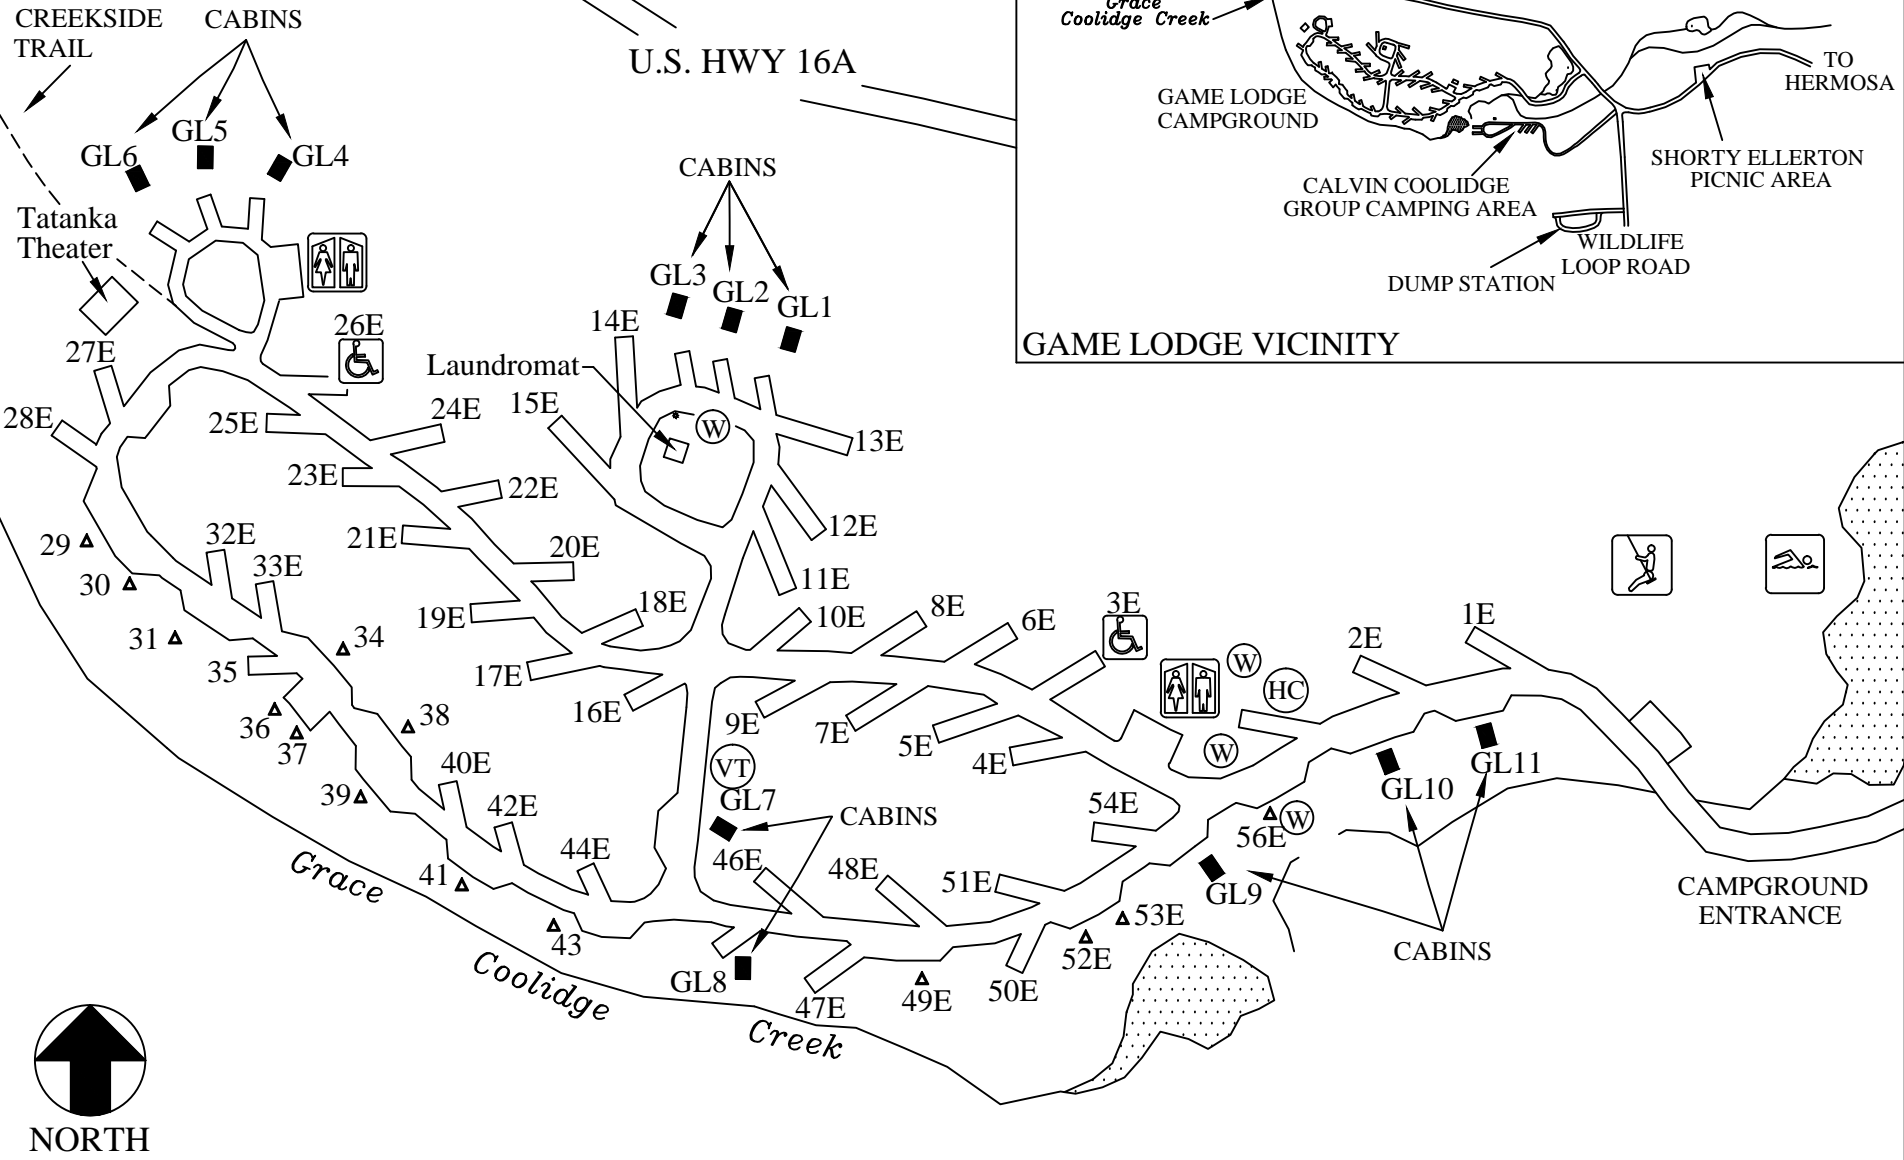 CREEKSIDE
TRAIL
CABINS
U.S. HWY 16A
GL6
GL5
GL4
Tatanka
Theater
CABINS
GL3
GL2
GL1
Grace
Coolidge Creek
GAME LODGE
CAMPGROUND
TO
HERMOSA
SHORTY ELLERTON
PICNIC AREA
CALVIN COOLIDGE
GROUP CAMPING AREA
WILDLIFE
LOOP ROAD
DUMP STATION
GAME LODGE VICINITY
27E
26E
14E
Laundromat
28E
25E
24E
15E
W
13E
23E
22E
12E
29
32E
21E
20E
11E
30
33E
19E
18E
10E
8E
6E
3E
2E
1E
31
34
35
17E
16E
W
HC
36
37
38
9E
7E
5E
4E
W
GL10
GL11
39
40E
VT
GL7
CABINS
42E
54E
56E
W
44E
46E
48E
51E
GL9
41
53E
CAMPGROUND
ENTRANCE
43
GL8
52E
CABINS
47E
49E
50E
Grace
Coolidge
Creek
NORTH